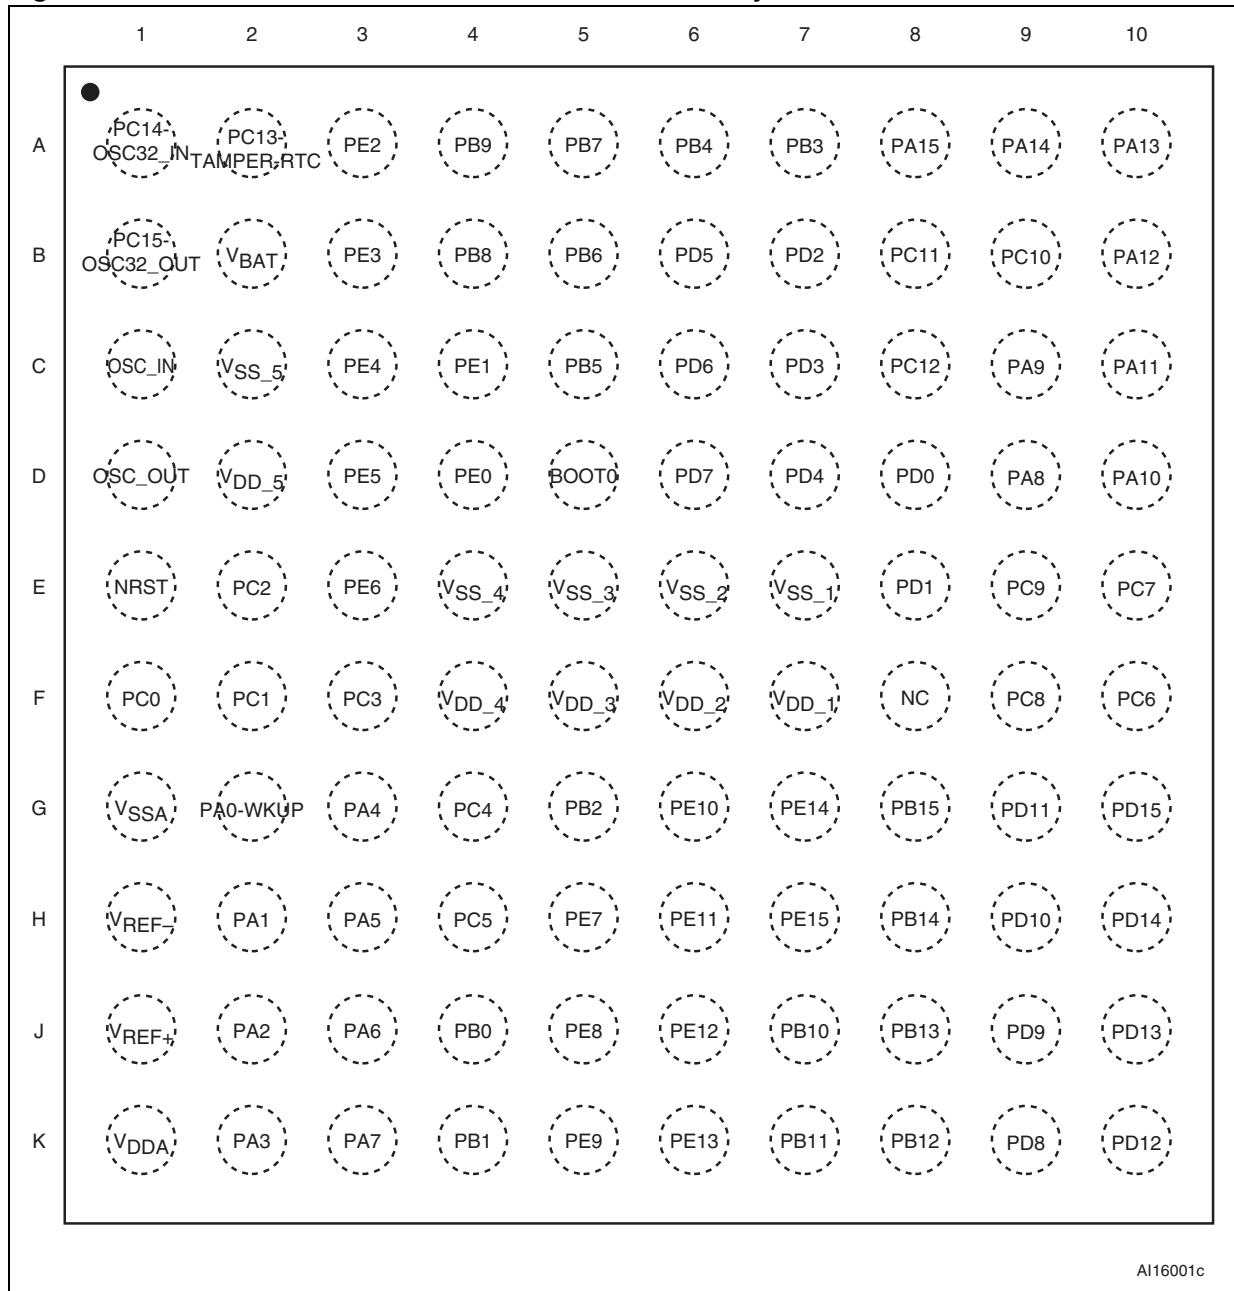 1 2 3 4 5 6 7 8 9 10
A PC14-OSC32_IN PC13-TAMPER-RTC PE2 PB9 PB7 PB4 PB3 PA15 PA14 PA13
B PC15-OSC32_OUT VBAT PE3 PB8 PB6 PD5 PD2 PC11 PC10 PA12
C OSC_IN VSS_5 PE4 PE1 PB5 PD6 PD3 PC12 PA9 PA11
D OSC_OUT VDD_5 PE5 PE0 BOOT0 PD7 PD4 PD0 PA8 PA10
E NRST PC2 PE6 VSS_4 VSS_3 VSS_2 VSS_1 PD1 PC9 PC7
F PC0 PC1 PC3 VDD_4 VDD_3 VDD_2 VDD_1 NC PC8 PC6
G VSSA PA0-WKUP PA4 PC4 PB2 PE10 PE14 PB15 PD11 PD15
H VREF– PA1 PA5 PC5 PE7 PE11 PE15 PB14 PD10 PD14
J VREF+ PA2 PA6 PB0 PE8 PE12 PB10 PB13 PD9 PD13
K VDDA PA3 PA7 PB1 PE9 PE13 PB11 PB12 PD8 PD12
AI16001c